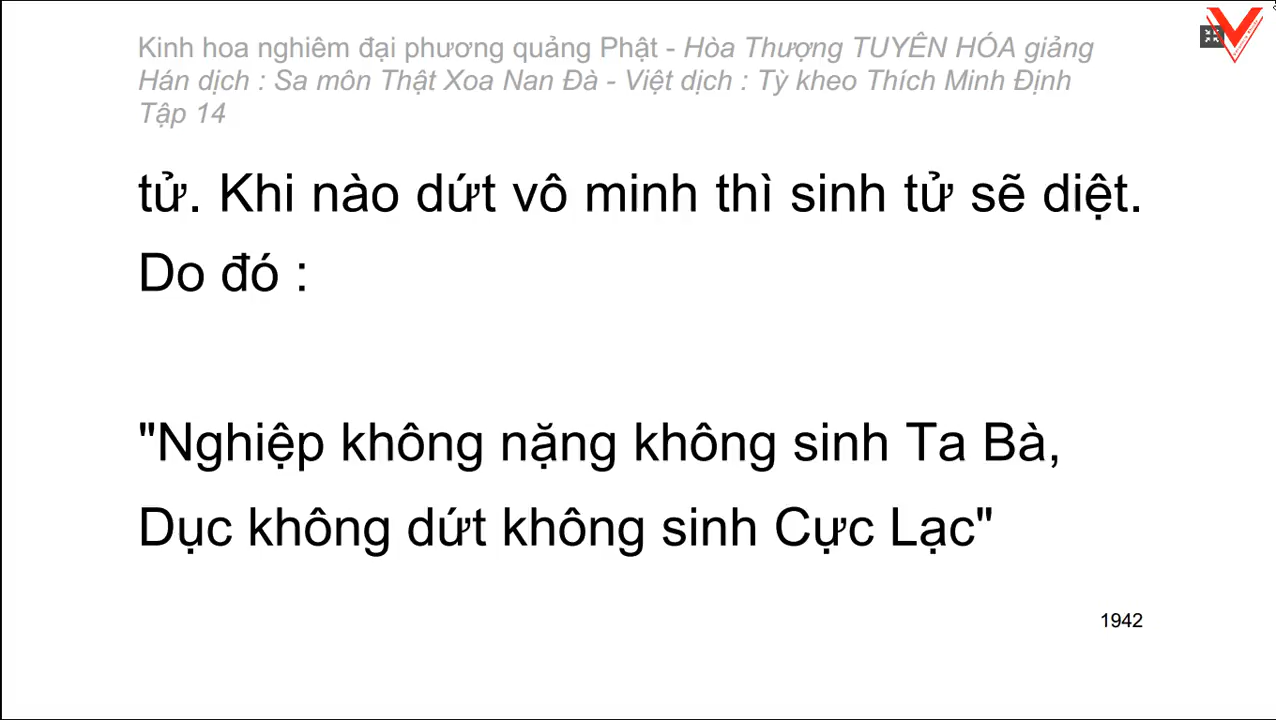 Kinh hoa nghiêm đại phương quảng Phật - Hòa Thượng TUYÊN HÓA giảng
Hán dịch : Sa môn Thật Xoa Nan Đà - Việt dịch : Tỳ kheo Thích Minh Định
Tập 14
tử. Khi nào dứt vô minh thì sinh tử sẽ diệt.
Do đó :
"Nghiệp không nặng không sinh Ta Bà,
Dục không dứt không sinh Cực Lạc"
1942